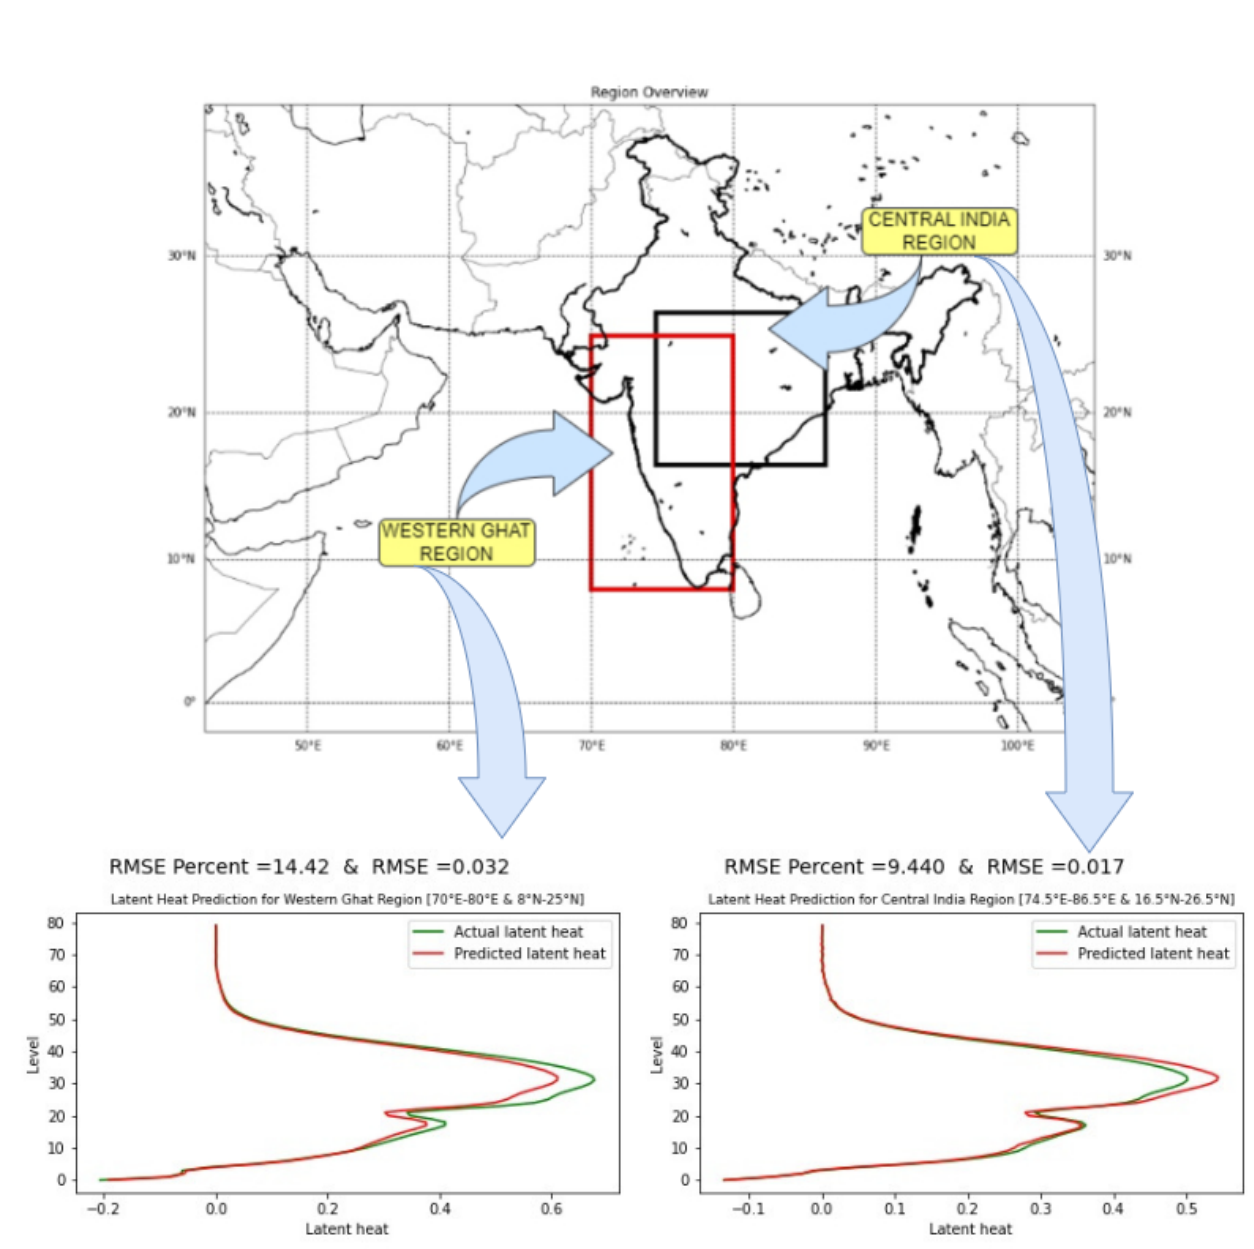 Region Overview
CENTRAL INDIA
REGION
30°N
30°N
20°N
20°N
WESTERN GHAT
REGION
10°N
10°N
0°
50°E
60°E
70°E
80°E
90°E
100°E
RMSE Percent =14.42 & RMSE =0.032
Latent Heat Prediction for Western Ghat Region [70°E-80°E & 8°N-25°N]
Actual latent heat
Predicted latent heat
80
70
60
50
40
30
20
10
0
Level
−0.2
0.0
0.2
0.4
0.6
Latent heat
RMSE Percent =9.440 & RMSE =0.017
Latent Heat Prediction for Central India Region [74.5°E-86.5°E & 16.5°N-26.5°N]
Actual latent heat
Predicted latent heat
80
70
60
50
40
30
20
10
0
Level
−0.1
0.0
0.1
0.2
0.3
0.4
0.5
Latent heat